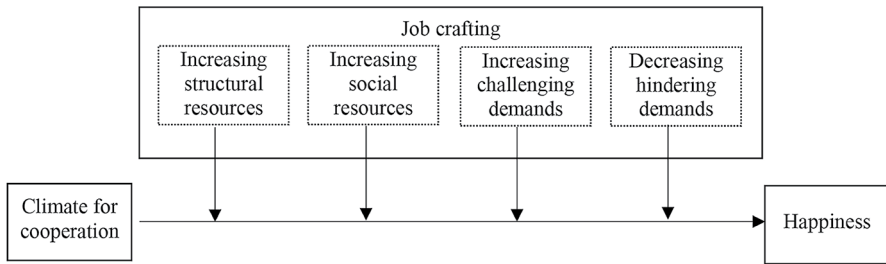 Job crafting
Increasing
structural
resources
Increasing
social
resources
Increasing
challenging
demands
Decreasing
hindering
demands
Climate for
cooperation
Happiness